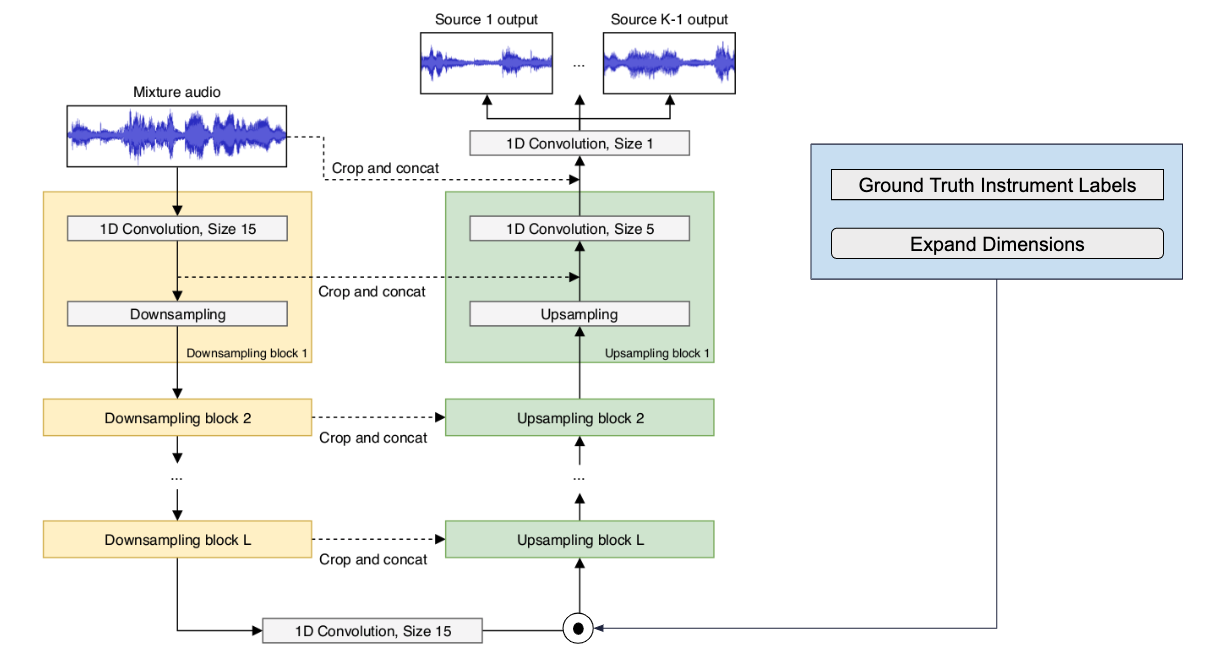 Source 1 output
Source K-1 output
...
Mixture audio
1D Convolution, Size 1
Crop and concat
Ground Truth Instrument Labels
Expand Dimensions
1D Convolution, Size 15
1D Convolution, Size 5
Crop and concat
Downsampling
Upsampling
Downsampling block 1
Upsampling block 1
Downsampling block 2
Upsampling block 2
Crop and concat
...
...
Downsampling block L
Upsampling block L
Crop and concat
1D Convolution, Size 15